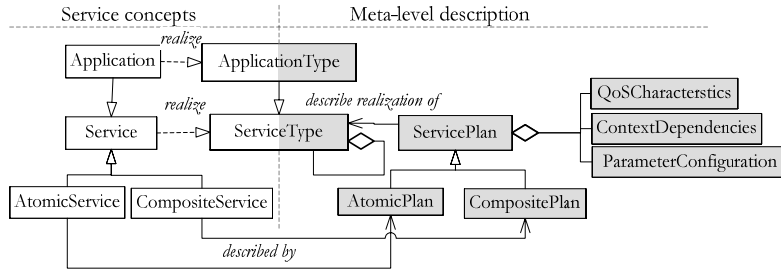 Service concepts
Meta-level description
realize
Application
ApplicationType
QoSCharacterstics
describe realization of
realize
Service
ServiceType
ServicePlan
ContextDependencies
ParameterConfiguration
AtomicService
CompositeService
AtomicPlan
CompositePlan
described by